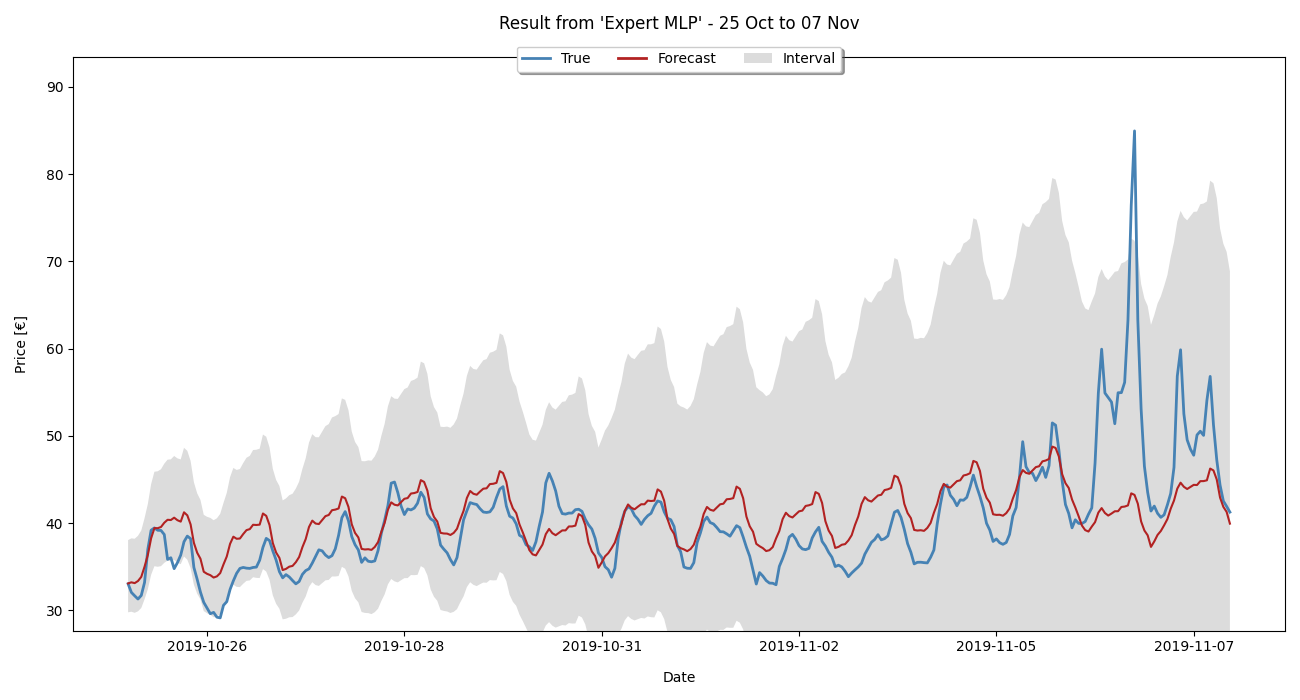 Result from 'Expert MLP' - 25 Oct to 07 Nov
True Forecast Interval
Price [€]
90
80
70
60
50
40
30
2019-10-26 2019-10-28 2019-10-31 2019-11-02 2019-11-05 2019-11-07
Date